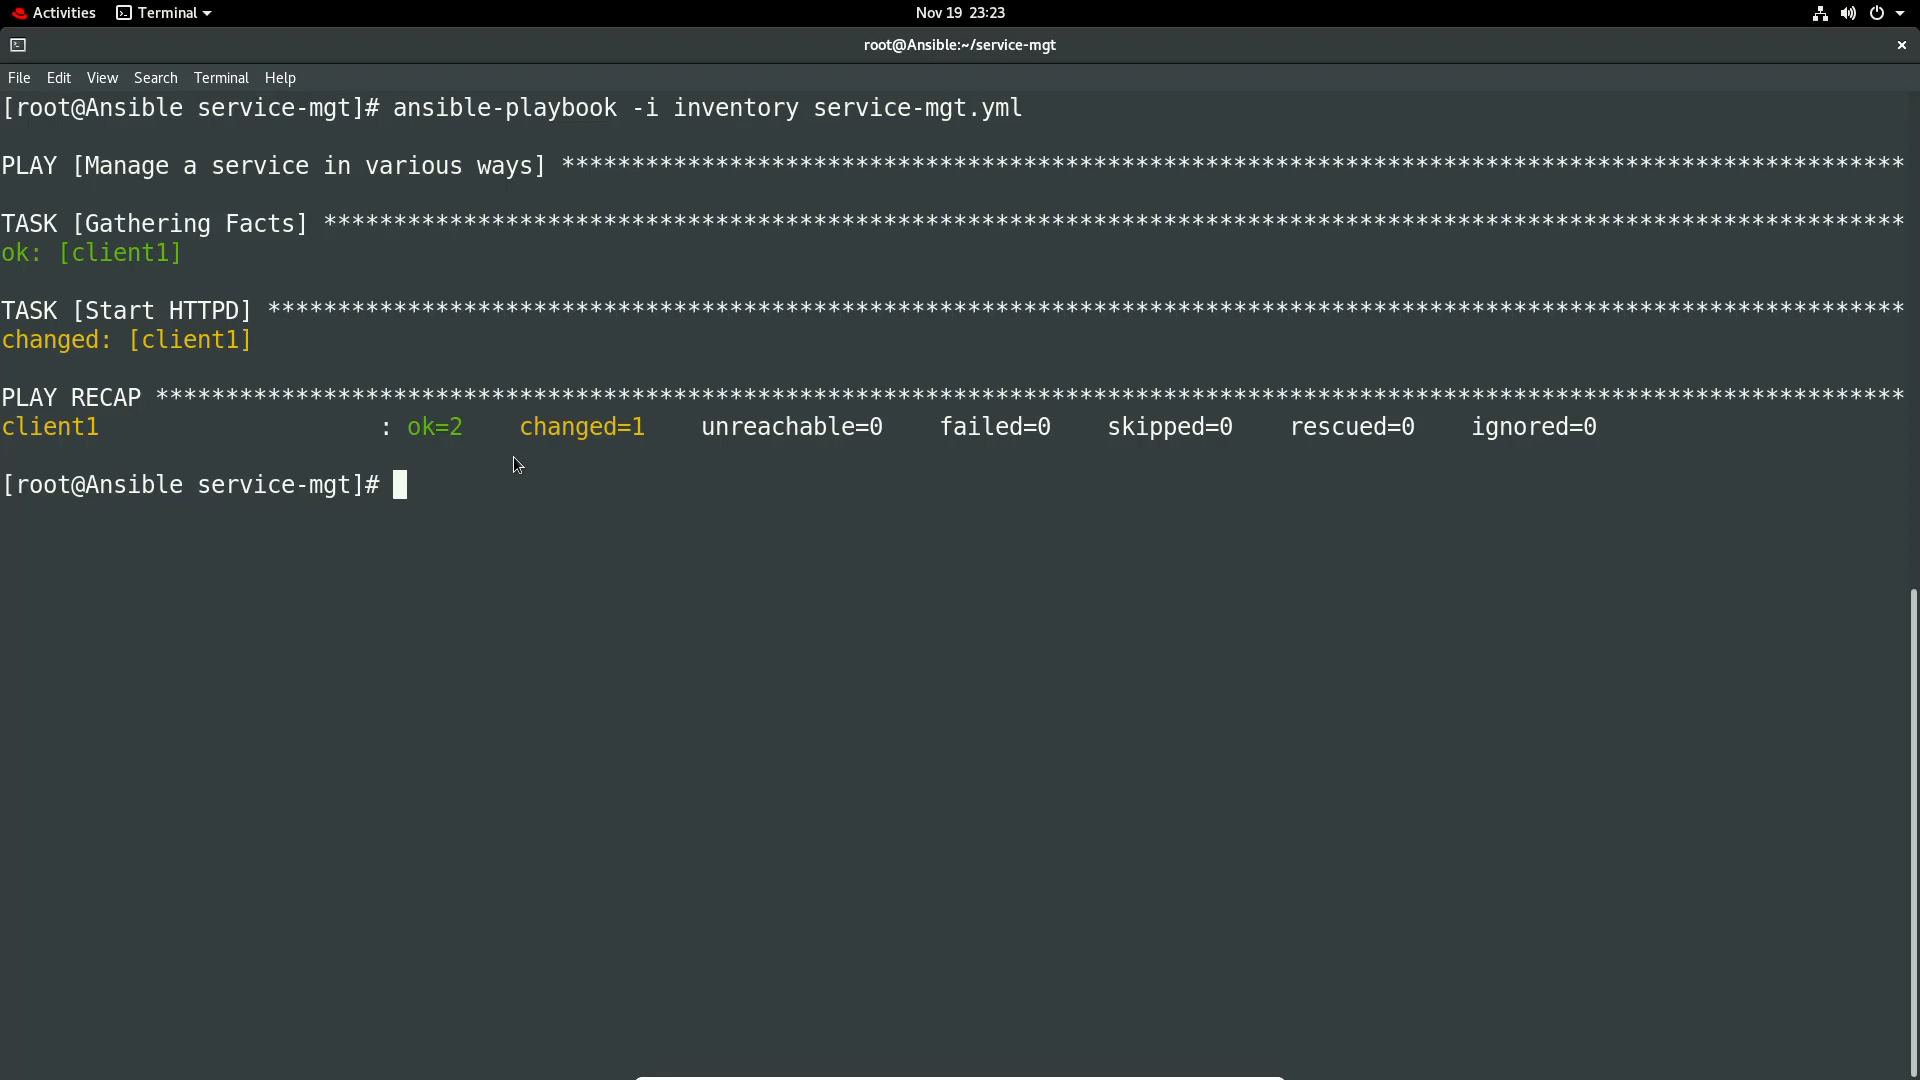 Activities Terminal Nov 19 23:23
root@Ansible:~/service-mgt ×
File Edit View Search Terminal Help
[root@Ansible service-mgt]# ansible-playbook -i inventory service-mgt.yml
PLAY [Manage a service in various ways] ************************************************************************************************
TASK [Gathering Facts] *****************************************************************************************************************
ok: [client1]
TASK [Start HTTPD] *********************************************************************************************************************
changed: [client1]
PLAY RECAP *****************************************************************************************************************************
client1                    : ok=2    changed=1    unreachable=0    failed=0    skipped=0    rescued=0    ignored=0
[root@Ansible service-mgt]#